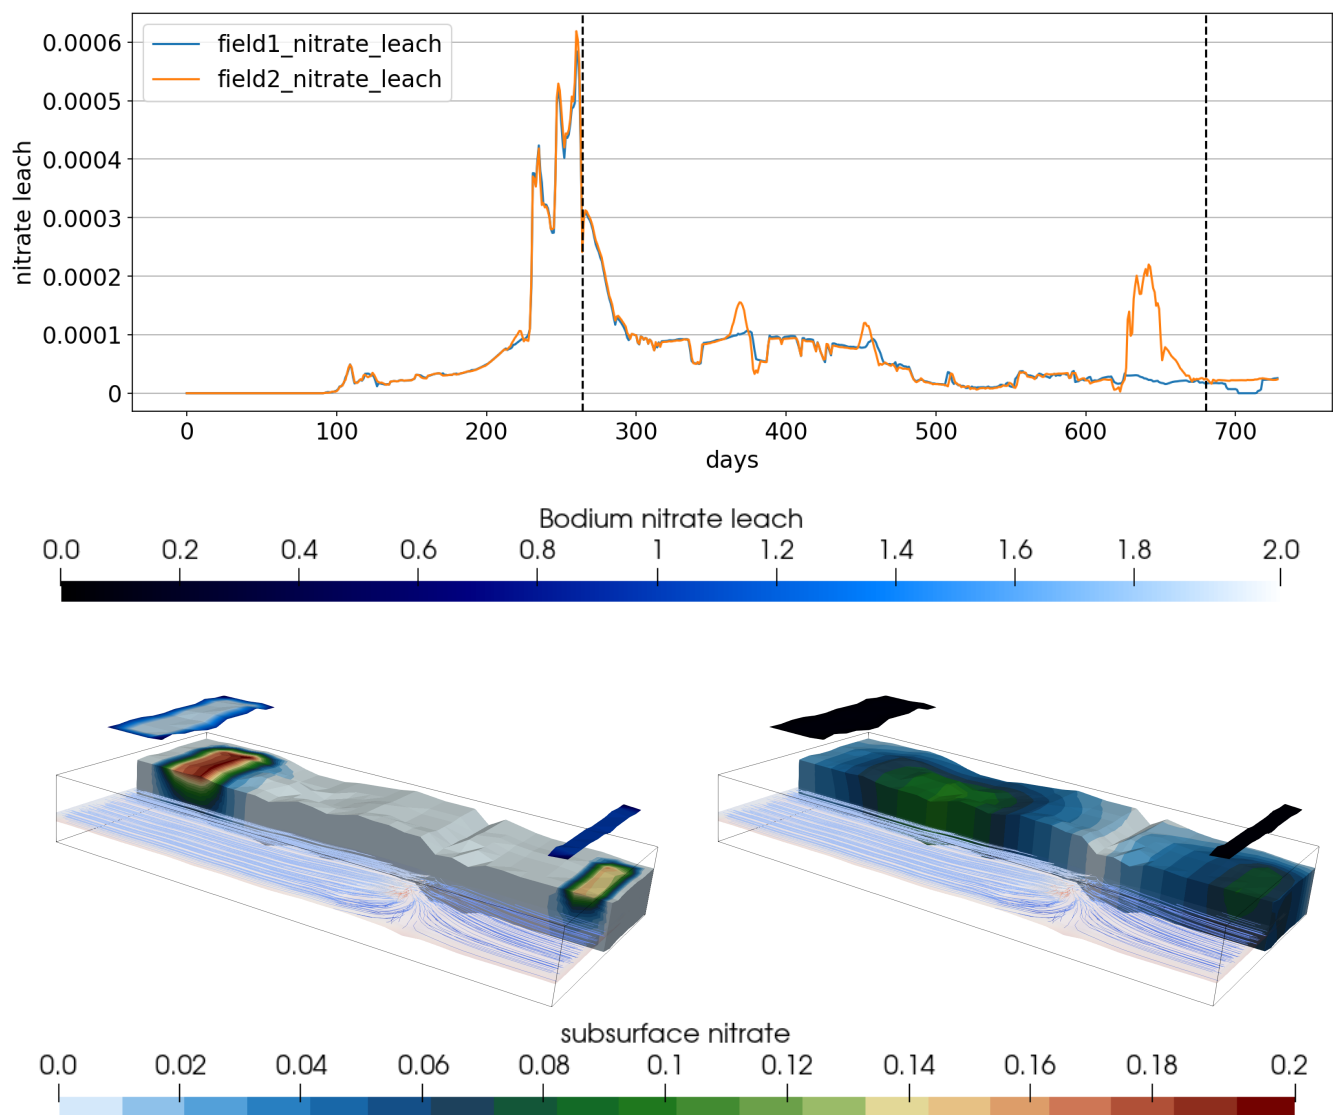 field1_nitrate_leach
field2_nitrate_leach
nitrate leach
0.0006
0.0005
0.0004
0.0003
0.0002
0.0001
0
0 100 200 300 400 500 600 700
days
Bodium nitrate leach
0.0 0.2 0.4 0.6 0.8 1 1.2 1.4 1.6 1.8 2.0
subsurface nitrate
0.0 0.02 0.04 0.06 0.08 0.1 0.12 0.14 0.16 0.18 0.2